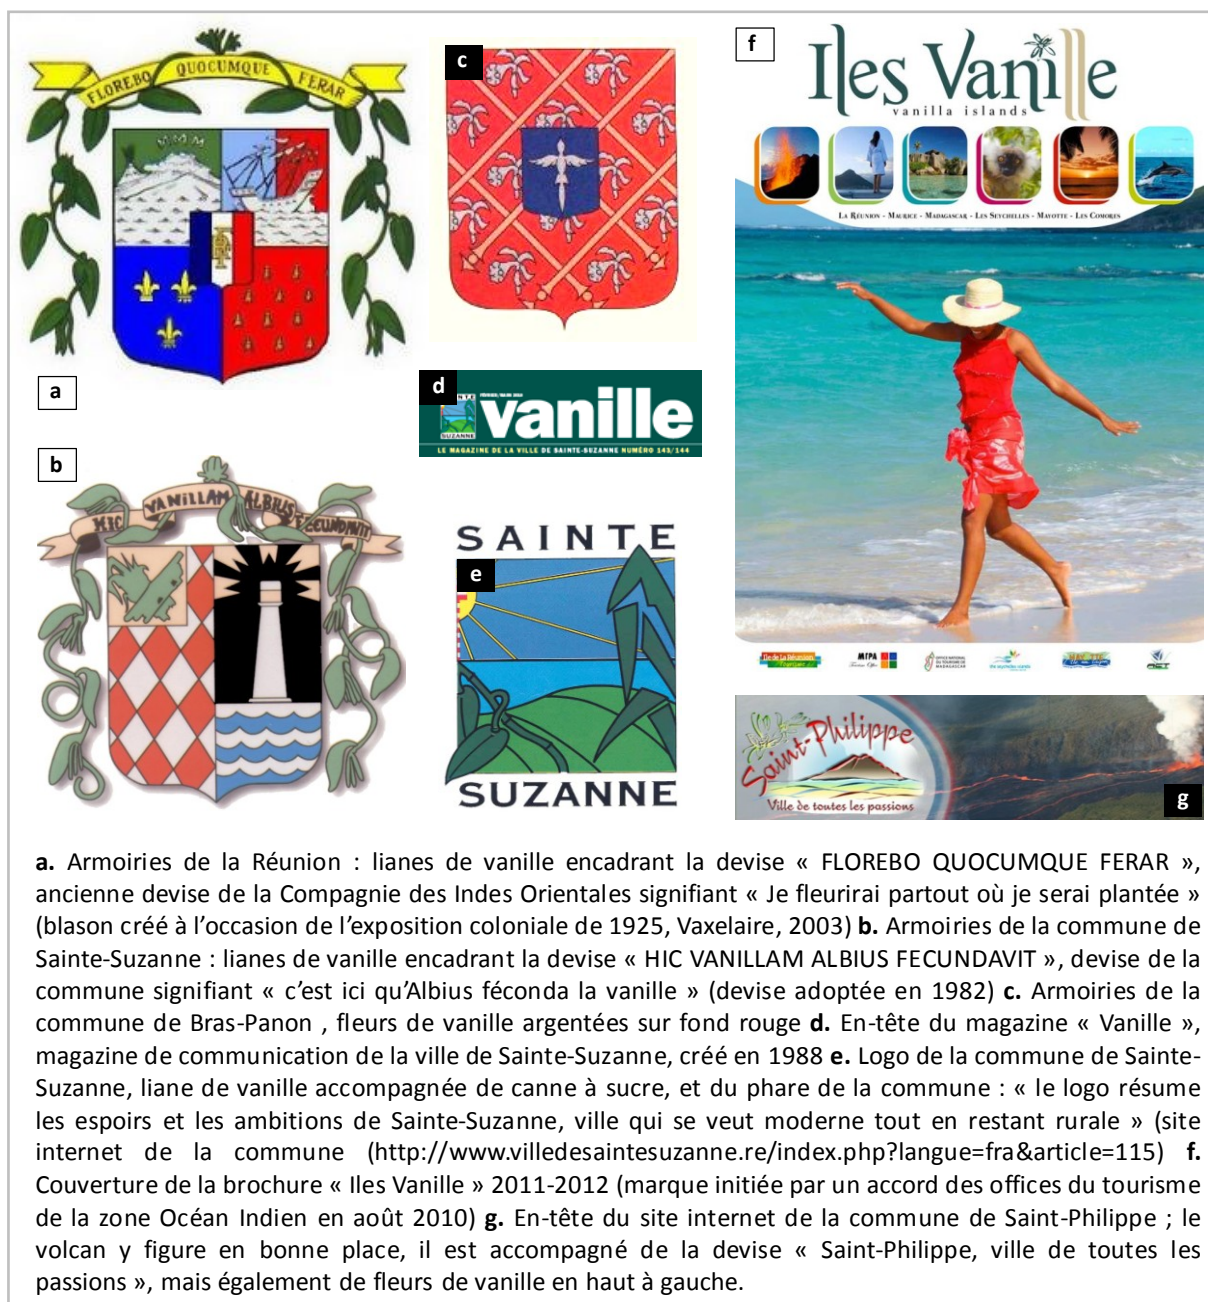 a
FLOREBO QUOCUMQUE FERAR
b
HIC VANILLAM ALBIUS FECUNDAVIT
c
d
SAINTE
SUZANNE
vanille
LE MAGAZINE DE LA VILLE DE SAINTE-SUZANNE NUMÉRO 143/144
SAINTE
e
SUZANNE
f
Iles Vanille
vanilla islands
LA RÉUNION - MAURICE - MADAGASCAR - LES SEYCHELLES - MAYOTTE - LES COMORES
Saint-Philippe
Ville de toutes les passions
g
a. Armoiries de la Réunion : lianes de vanille encadrant la devise « FLOREBO QUOCUMQUE FERAR »,
ancienne devise de la Compagnie des Indes Orientales signifiant « Je fleurirai partout où je serai plantée »
(blason créé à l’occasion de l’exposition coloniale de 1925, Vaxelaire, 2003) b. Armoiries de la commune de
Sainte-Suzanne : lianes de vanille encadrant la devise « HIC VANILLAM ALBIUS FECUNDAVIT », devise de la
commune signifiant « c’est ici qu’Albius féconda la vanille » (devise adoptée en 1982) c. Armoiries de la
commune de Bras-Panon , fleurs de vanille argentées sur fond rouge d. En-tête du magazine « Vanille »,
magazine de communication de la ville de Sainte-Suzanne, créé en 1988 e. Logo de la commune de Sainte-
Suzanne, liane de vanille accompagnée de canne à sucre, et du phare de la commune : « le logo résume
les espoirs et les ambitions de Sainte-Suzanne, ville qui se veut moderne tout en restant rurale » (site
internet de la commune (http://www.villedesaintesuzanne.re/index.php?langue=fra&article=115) f.
Couverture de la brochure « Iles Vanille » 2011-2012 (marque initiée par un accord des offices du tourisme
de la zone Océan Indien en août 2010) g. En-tête du site internet de la commune de Saint-Philippe ; le
volcan y figure en bonne place, il est accompagné de la devise « Saint-Philippe, ville de toutes les
passions », mais également de fleurs de vanille en haut à gauche.